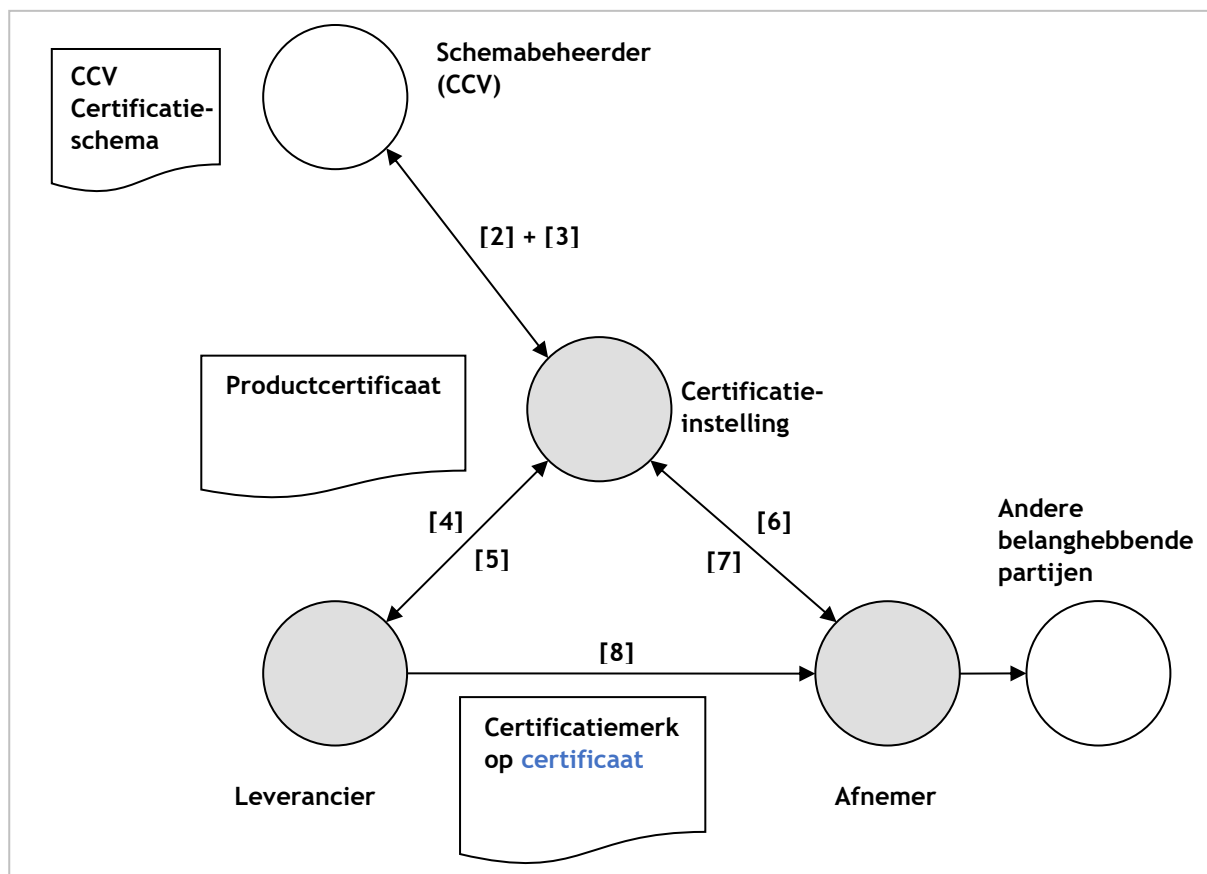 CCV
Certificatie-
schema
Schemabeheerder
(CCV)
[2] + [3]
Productcertificaat
Certificatie-
instelling
[4]
[5]
[6]
[7]
Andere
belanghebbende
partijen
[8]
Certificatiemerk
op certificaat
Leverancier
Afnemer